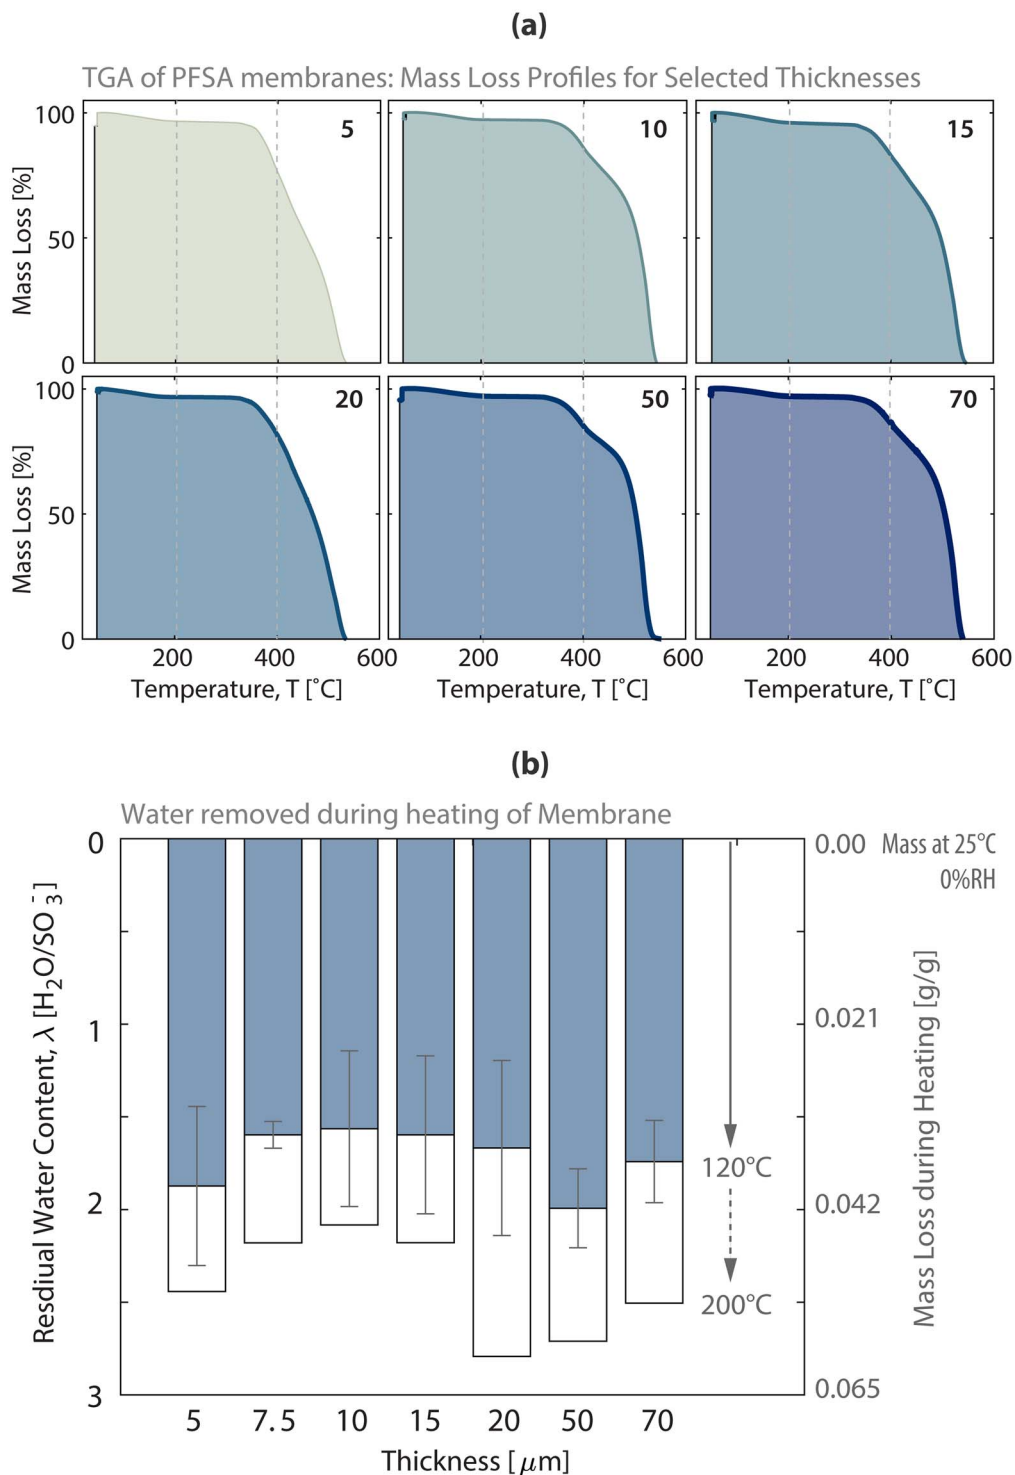 (a)
TGA of PFSA membranes: Mass Loss Profiles for Selected Thicknesses
100
50
0
Mass Loss [%]
5
10
15
100
50
0
Mass Loss [%]
20
50
70
200 400 600 200 400 600 200 400 600
Temperature, T [˚C] Temperature, T [˚C] Temperature, T [˚C]
(b)
Water removed during heating of Membrane
0
1
2
3
Resdiual Water Content, λ [H₂O/SO₃⁻]
0.00
0.021
0.042
0.065
Mass at 25°C
0%RH
Mass Loss during Heating [g/g]
120°C
200°C
5 7.5 10 15 20 50 70
Thickness [μm]